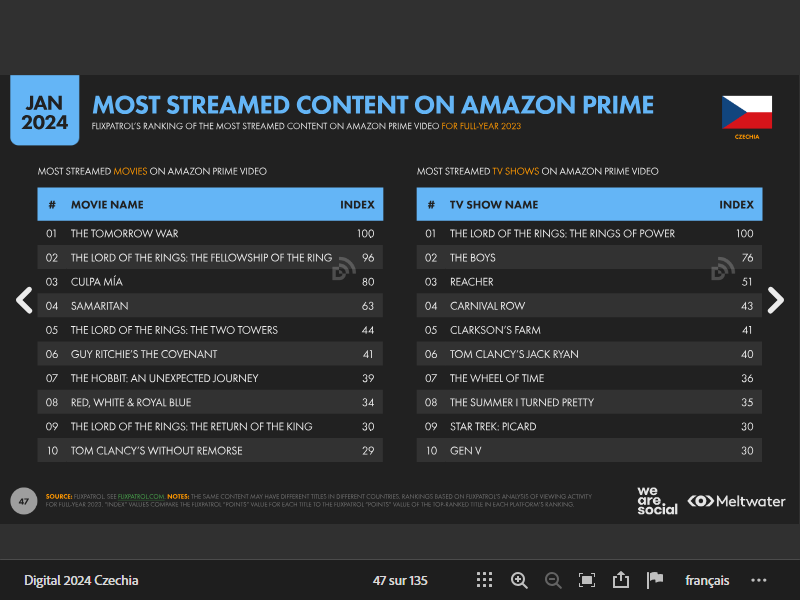 JAN
2024
MOST STREAMED CONTENT ON AMAZON PRIME
FLIXPATROL'S RANKING OF THE MOST STREAMED CONTENT ON AMAZON PRIME VIDEO FOR FULL-YEAR 2023
CZECHIA
MOST STREAMED MOVIES ON AMAZON PRIME VIDEO
# MOVIE NAME INDEX
01 THE TOMORROW WAR 100
02 THE LORD OF THE RINGS: THE FELLOWSHIP OF THE RING 96
03 CULPA MÍA 80
04 SAMARITAN 63
05 THE LORD OF THE RINGS: THE TWO TOWERS 44
06 GUY RITCHIE'S THE COVENANT 41
07 THE HOBBIT: AN UNEXPECTED JOURNEY 39
08 RED, WHITE & ROYAL BLUE 34
09 THE LORD OF THE RINGS: THE RETURN OF THE KING 30
10 TOM CLANCY'S WITHOUT REMORSE 29
MOST STREAMED TV SHOWS ON AMAZON PRIME VIDEO
# TV SHOW NAME INDEX
01 THE LORD OF THE RINGS: THE RINGS OF POWER 100
02 THE BOYS 76
03 REACHER 51
04 CARNIVAL ROW 43
05 CLARKSON'S FARM 41
06 TOM CLANCY'S JACK RYAN 40
07 THE WHEEL OF TIME 36
08 THE SUMMER I TURNED PRETTY 35
09 STAR TREK: PICARD 30
10 GEN V 30
47
SOURCE: FLIXPATROL. SEE FLIXPATROL.COM. NOTES: THE SAME CONTENT MAY HAVE DIFFERENT TITLES IN DIFFERENT COUNTRIES. RANKINGS BASED ON FLIXPATROL'S ANALYSIS OF VIEWING ACTIVITY
FOR FULL-YEAR 2023. "INDEX" VALUES COMPARE THE FLIXPATROL "POINTS" VALUE FOR EACH TITLE TO THE FLIXPATROL "POINTS" VALUE OF THE TOP-RANKED TITLE IN EACH PLATFORM'S RANKING.
we
are
social
Meltwater
Digital 2024 Czechia
47 sur 135
français